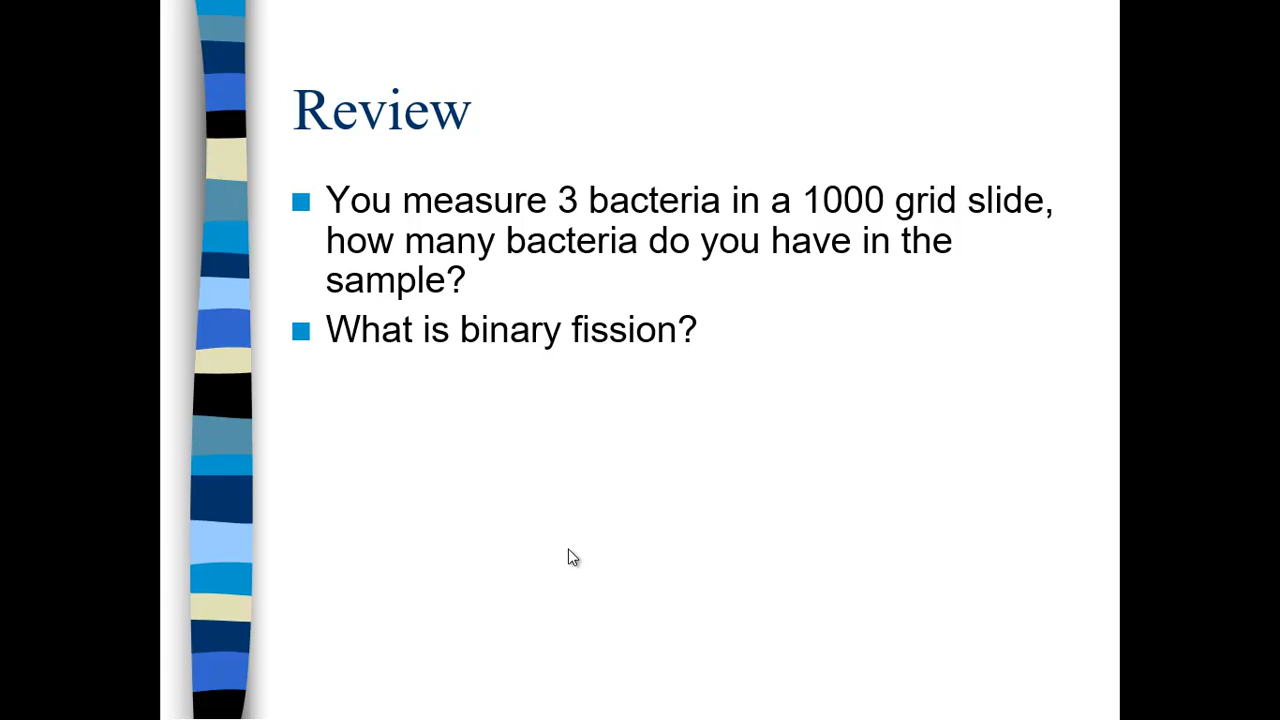 Review
You measure 3 bacteria in a 1000 grid slide,
how many bacteria do you have in the
sample?
What is binary fission?